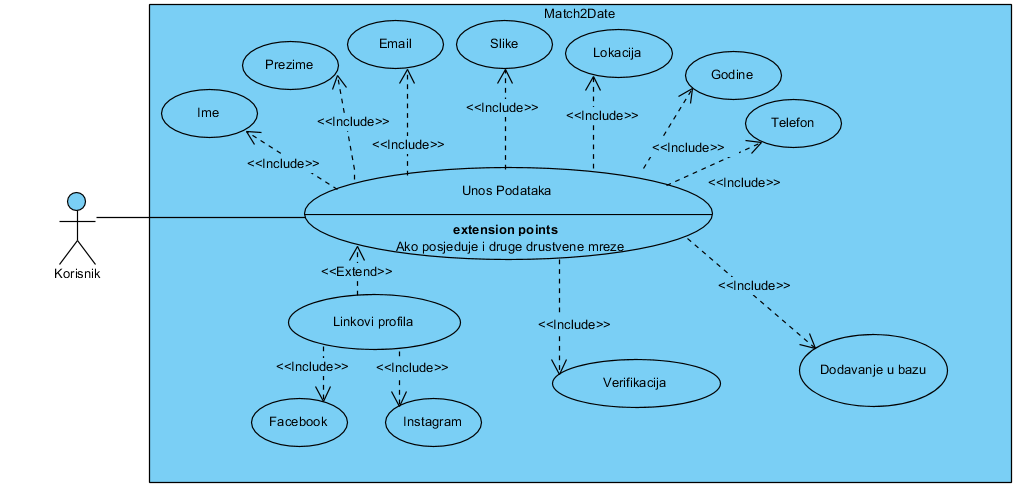 Match2Date
Email
Slike
Lokacija
Prezime
Godine
Ime
Telefon
<<Include>>
<<Include>>
<<Include>>
<<Include>>
<<Include>>
<<Include>>
<<Include>>
Unos Podataka
extension points
Ako posjeduje i druge drustvene mreze
Korisnik
<<Extend>>
<<Include>>
Linkovi profila
<<Include>>
<<Include>>
<<Include>>
Dodavanje u bazu
Verifikacija
Facebook
Instagram